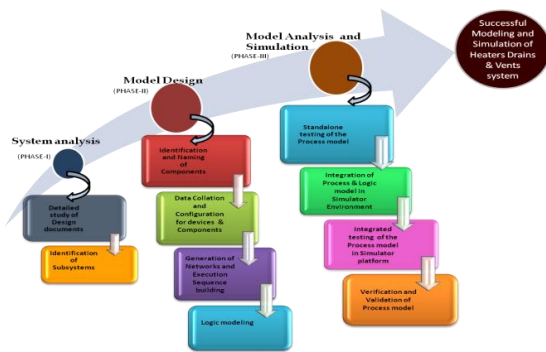 System analysis
(PHASE-I)
Detailed
study of
Design
documents
Identification
of
Subsystems
Model Design
(PHASE-II)
Identification
and Naming
of
Components
Data Collation
and
Configuration
for devices &
Components
Generation of
Networks and
Execution
Sequence
building
Logic modeling
Model Analysis and
Simulation
(PHASE-III)
Standalone
testing of the
Process model
Integration of
Process & Logic
model in
Simulator
Environment
Integrated
testing of the
Process model
in Simulator
platform
Verification and
Validation of
Process model
Successful
Modeling and
Simulation of
Heaters Drains
& Vents
system